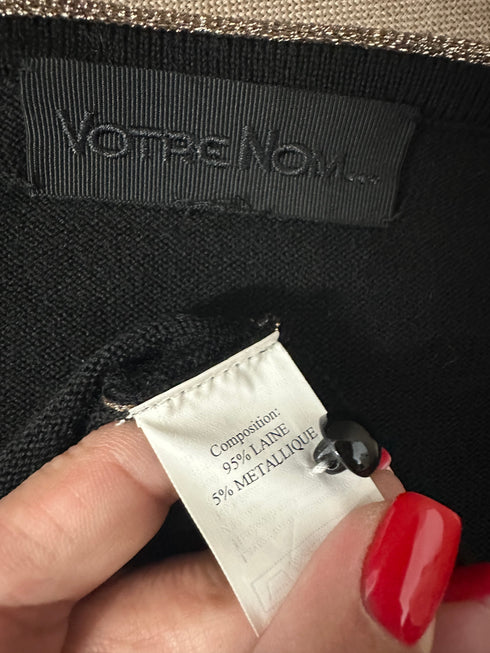 VOTRE NOM...
Composition:
95% LAINE
5% METALLIQUE